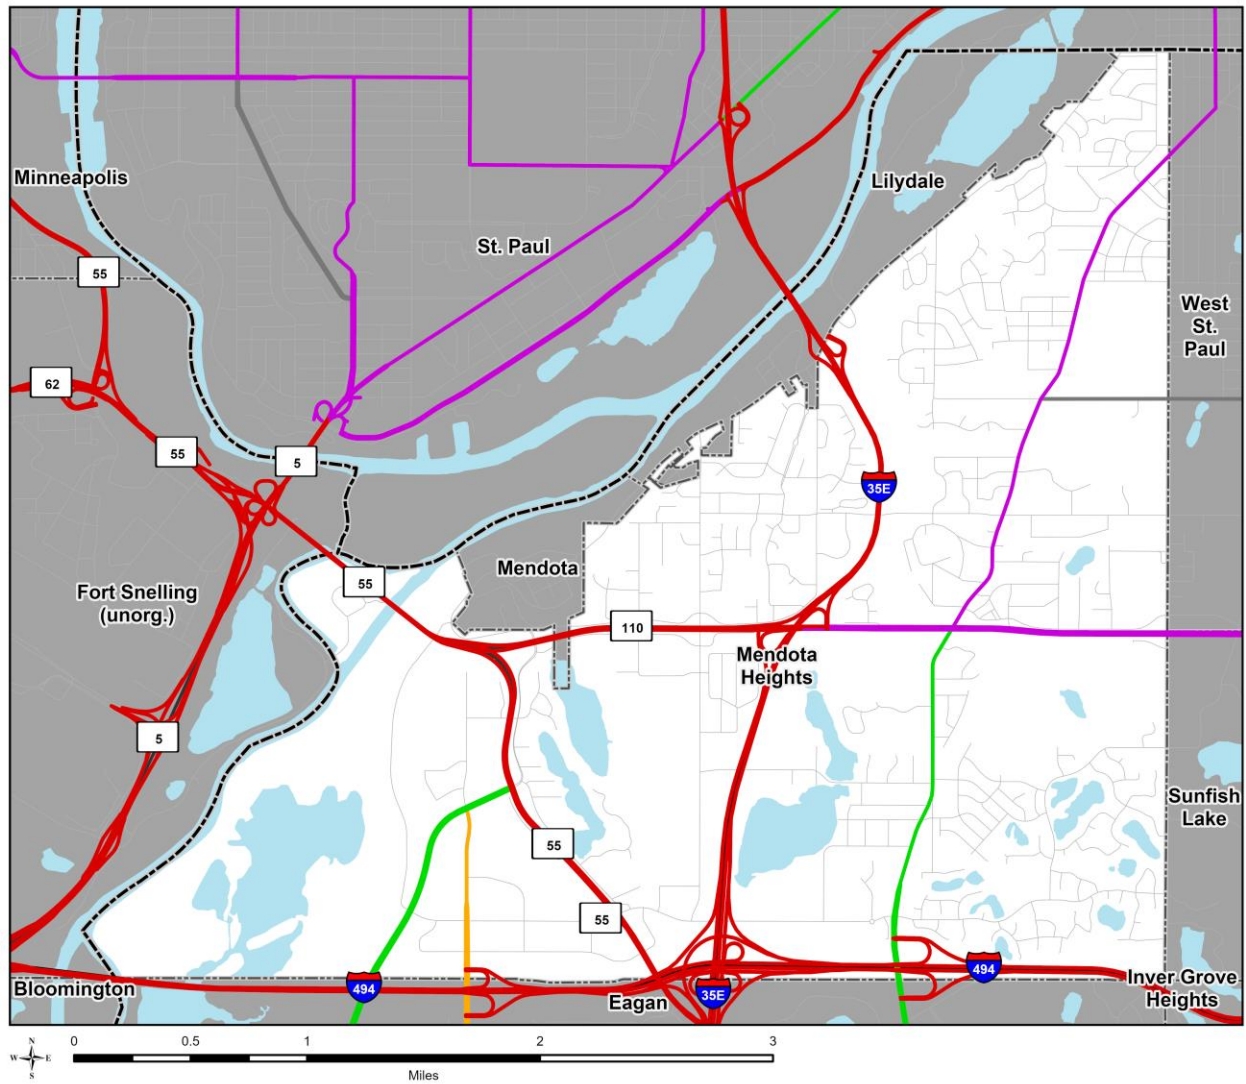 Minneapolis
Lilydale
St. Paul
55
West
St.
Paul
62
55
5
35E
Mendota
55
Fort Snelling
(unorg.)
110
Mendota
Heights
5
Sunfish
Lake
55
55
494
Bloomington
494
35E
Eagan
Inver Grove
Heights
N
W E
S
0 0.5 1 2 3
Miles